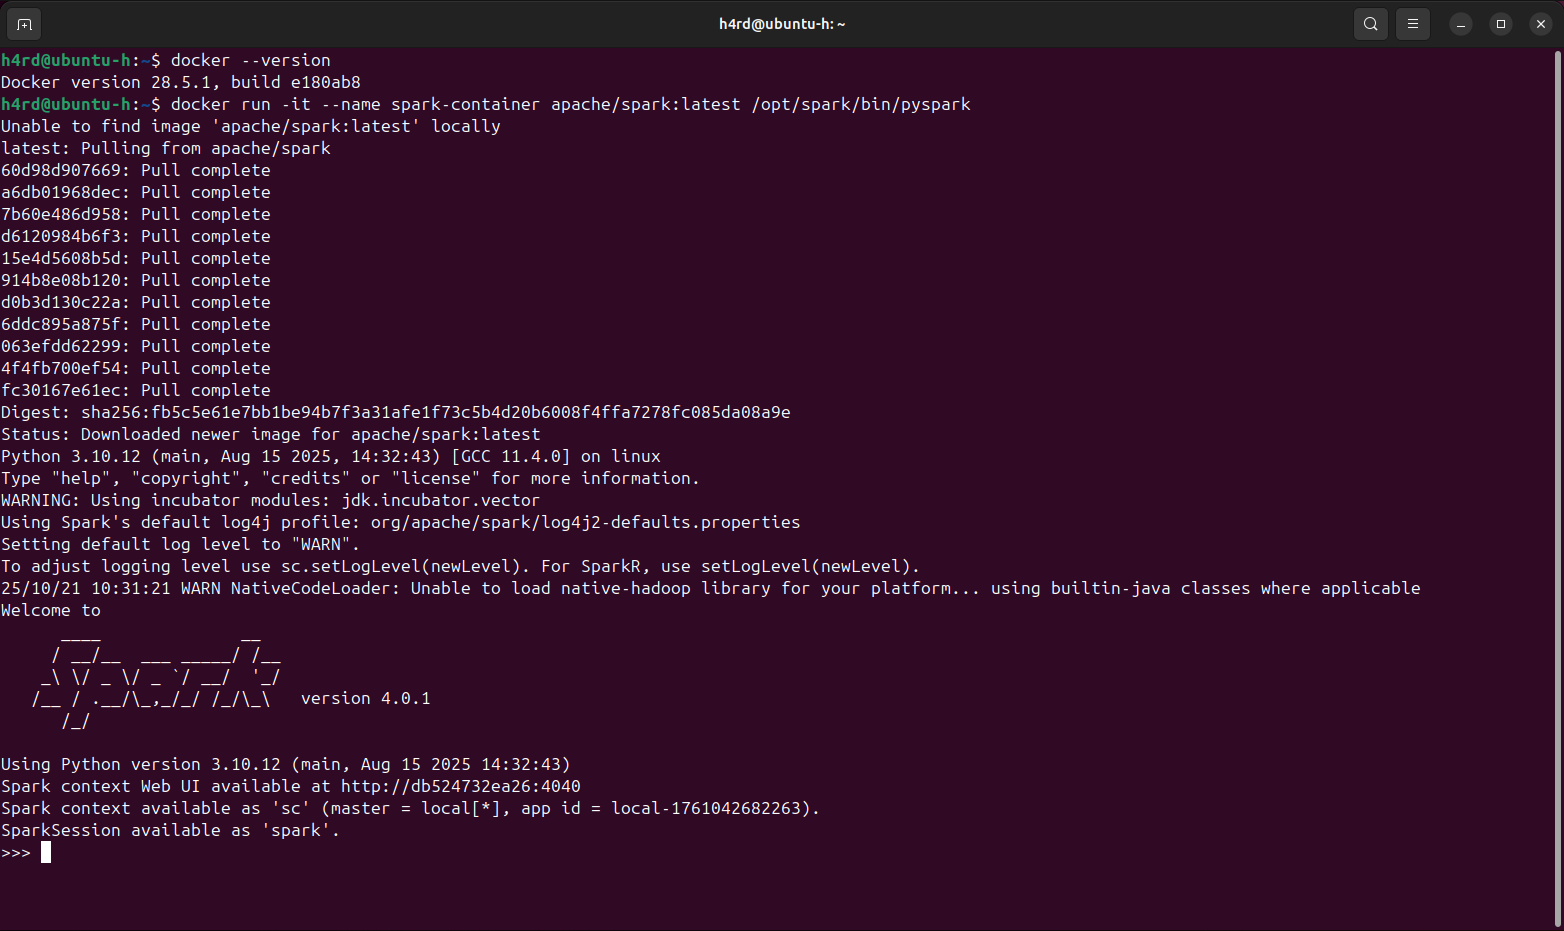 h4rd@ubuntu-h: ~
h4rd@ubuntu-h:~$ docker --version
Docker version 28.5.1, build e180ab8
h4rd@ubuntu-h:~$ docker run -it --name spark-container apache/spark:latest /opt/spark/bin/pyspark
Unable to find image 'apache/spark:latest' locally
latest: Pulling from apache/spark
60d98d907669: Pull complete
a6db01968dec: Pull complete
7b60e486d958: Pull complete
d6120984b6f3: Pull complete
15e4d5608b5d: Pull complete
914b8e08b120: Pull complete
d0b3d130c22a: Pull complete
6ddc895a875f: Pull complete
063efdd62299: Pull complete
4f4fb700ef54: Pull complete
fc30167e61ec: Pull complete
Digest: sha256:fb5c5e61e7bb1be94b7f3a31afe1f73c5b4d20b6008f4ffa7278fc085da08a9e
Status: Downloaded newer image for apache/spark:latest
Python 3.10.12 (main, Aug 15 2025, 14:32:43) [GCC 11.4.0] on linux
Type "help", "copyright", "credits" or "license" for more information.
WARNING: Using incubator modules: jdk.incubator.vector
Using Spark's default log4j profile: org/apache/spark/log4j2-defaults.properties
Setting default log level to "WARN".
To adjust logging level use sc.setLogLevel(newLevel). For SparkR, use setLogLevel(newLevel).
25/10/21 10:31:21 WARN NativeCodeLoader: Unable to load native-hadoop library for your platform... using builtin-java classes where applicable
Welcome to
      ____              __
     / __/__  ___ _____/ /__
    _\ \/ _ \/ _ `/ __/  '_/
   /__ / .__/\_,_/_/ /_/\_\   version 4.0.1
      /_/
Using Python version 3.10.12 (main, Aug 15 2025 14:32:43)
Spark context Web UI available at http://db524732ea26:4040
Spark context available as 'sc' (master = local[*], app id = local-1761042682263).
SparkSession available as 'spark'.
>>>